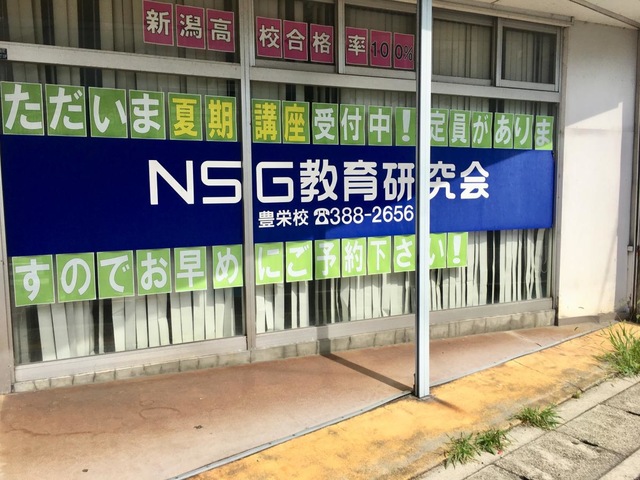 新潟高校合格率100%
ただいま夏期講座受付中!定員がありま
NSG教育研究会
豊栄校 ☎388-2656
すのでお早めにご予約下さい!